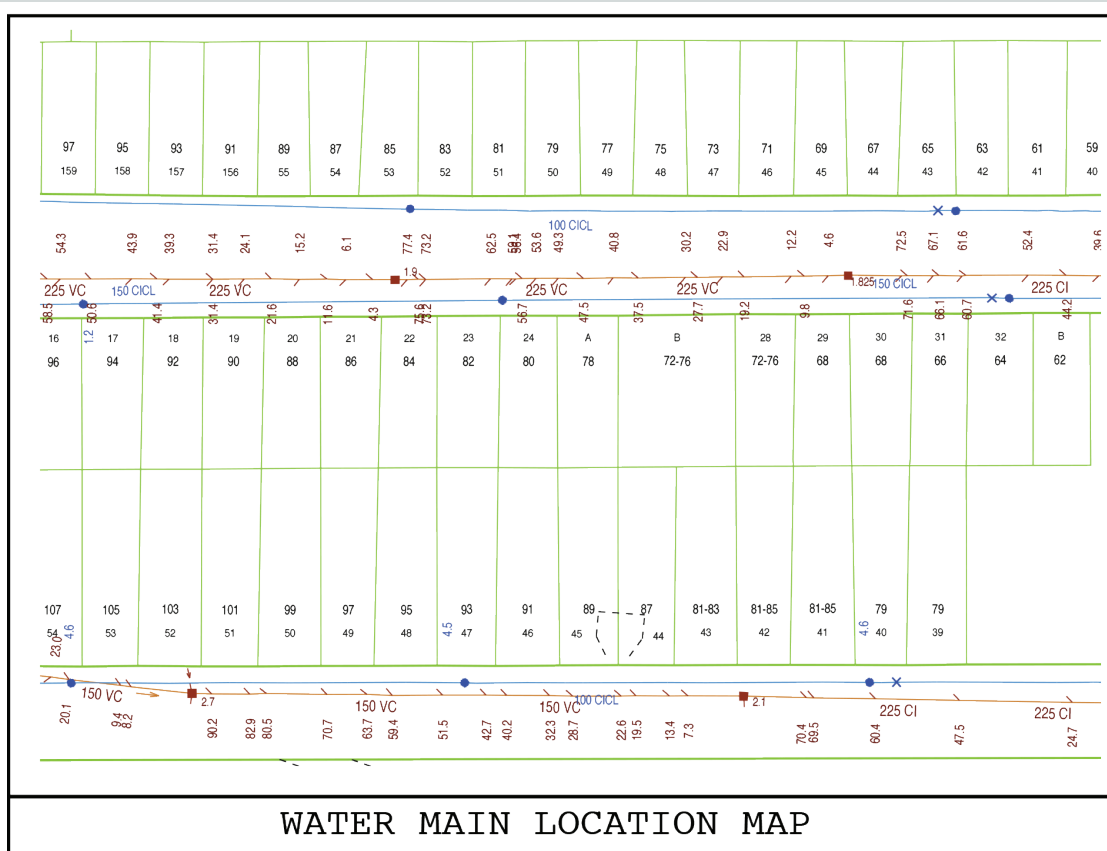 97 95 93 91 89 87 85 83 81 79 77 75 73 71 69 67 65 63 61 59
159 158 157 156 55 54 53 52 51 50 49 48 47 46 45 44 43 42 41 40
100 CICL
54.3 43.9 39.3 31.4 24.1 15.2 6.1 77.4 73.2 62.5 53.6 49.3 40.8 30.2 22.9 12.2 4.6 72.5 67.1 61.6 52.4 39.6
1.9 1.825
225 VC 150 CICL 225 VC 225 VC 225 VC 150 CICL 225 CI
58.5 50.6 41.4 31.4 21.6 11.6 4.3 75.6 73.2 56.7 47.5 37.5 27.7 19.2 9.8 71.6 66.1 60.7 44.2
16 1.2 17 18 19 20 21 22 23 24 A B 28 29 30 31 32 B
96 94 92 90 88 86 84 82 80 78 72-76 72-76 68 68 66 64 62
107 105 103 101 99 97 95 93 91 89 87 81-83 81-85 81-85 79 79
54 4.6 53 52 51 50 49 48 4.5 47 46 45 44 43 42 41 4.6 40 39
23.0
150 VC 2.7 150 VC 150 VC 100 CICL 2.1 225 CI 225 CI
20.1 9.4 8.2 90.2 82.9 80.5 70.7 63.7 59.4 51.5 42.7 40.2 32.3 28.7 22.6 19.5 13.4 7.3 70.4 69.5 60.4 47.5 24.7
WATER MAIN LOCATION MAP